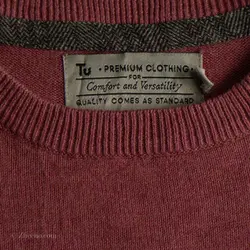 Tu • PREMIUM CLOTHING •
FOR
Comfort and Versatility
QUALITY COMES AS STANDARD